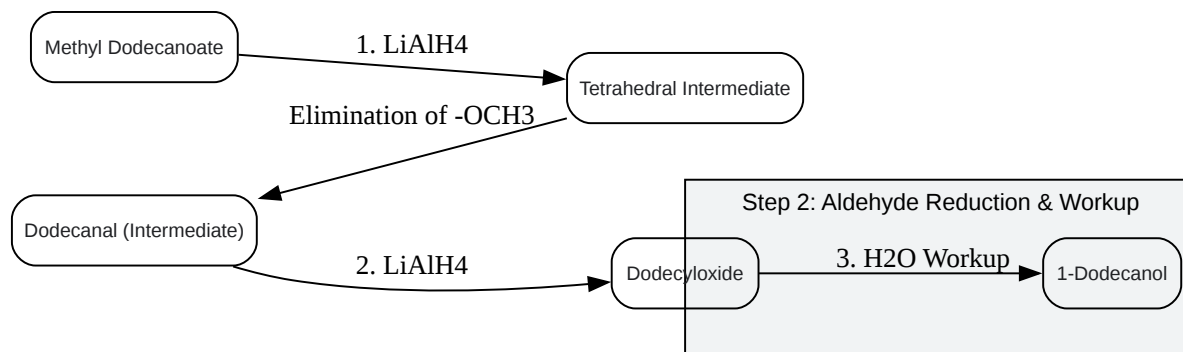 Methyl Dodecanoate
1. LiAlH4
Tetrahedral Intermediate
Elimination of -OCH3
Dodecanal (Intermediate)
2. LiAlH4
Step 2: Aldehyde Reduction & Workup
Dodecyloxide
3. H2O Workup
1-Dodecanol